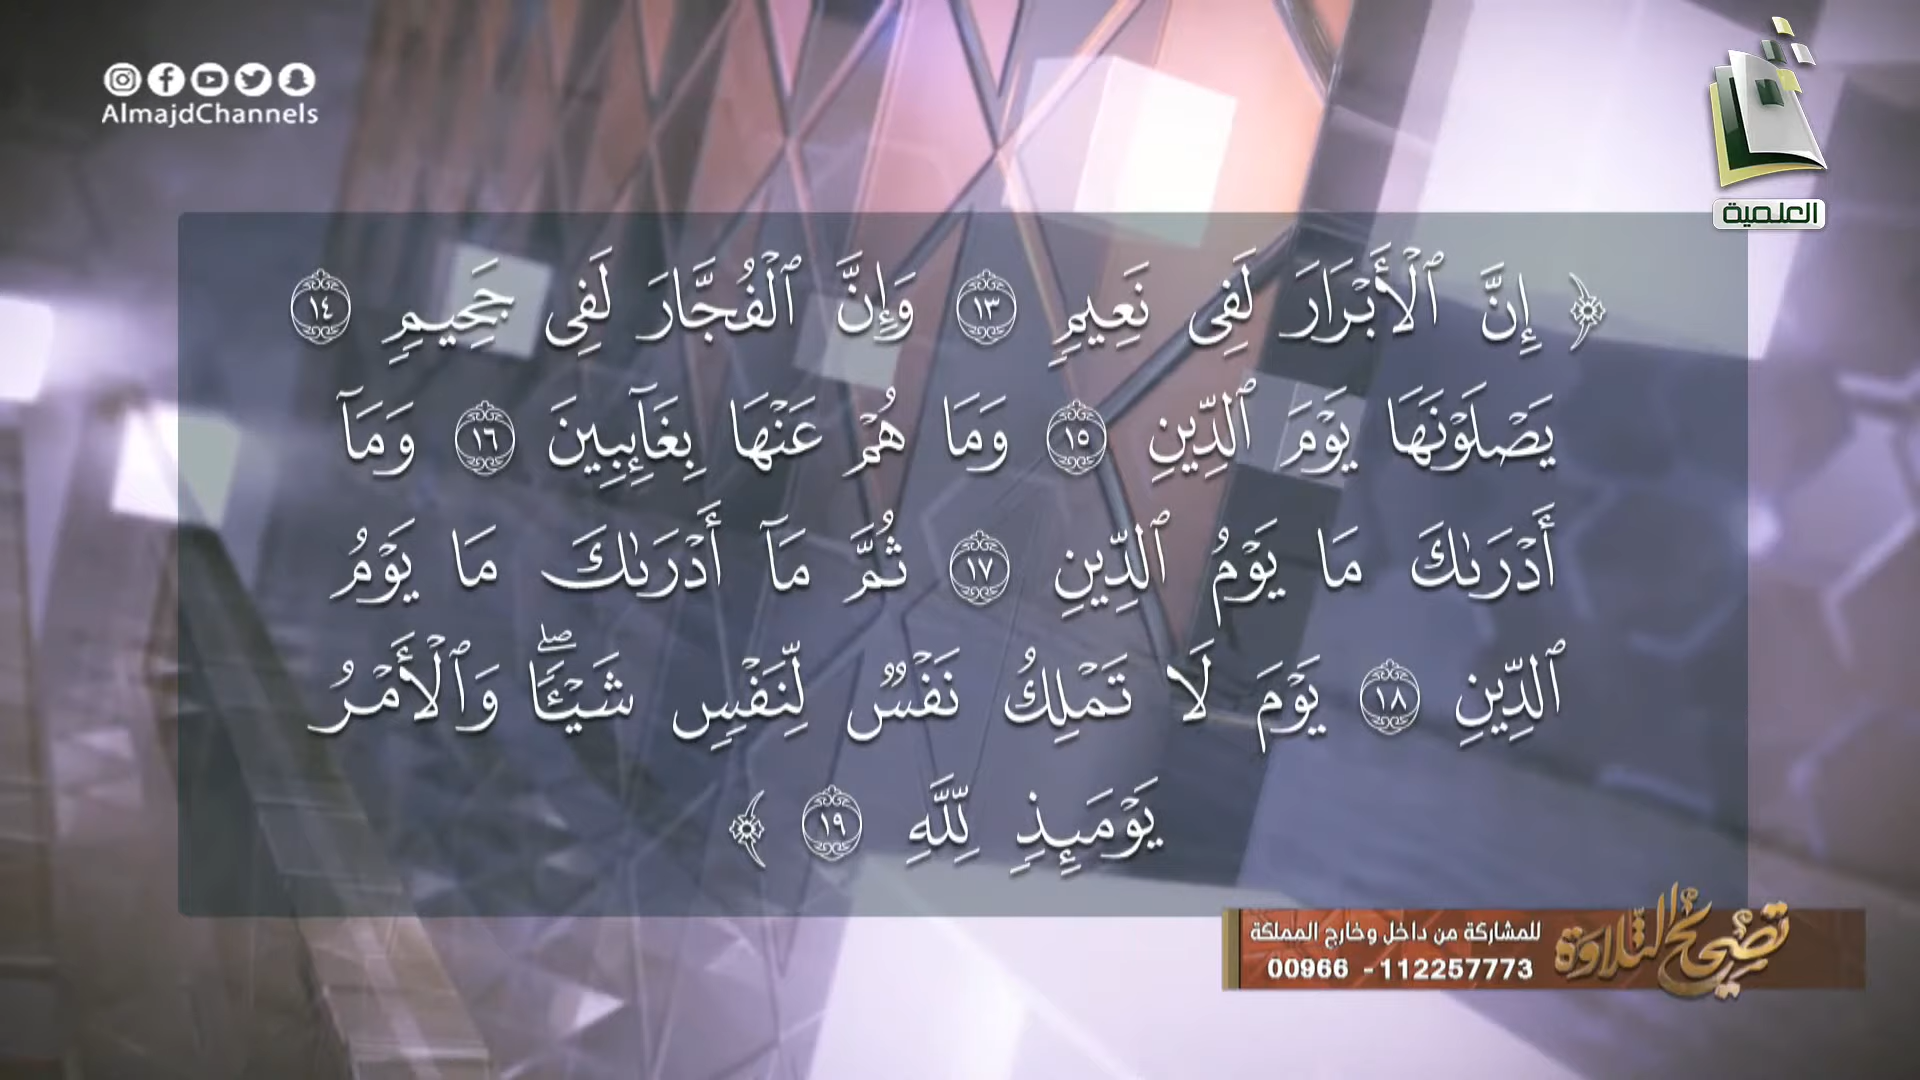 AlmajdChannels
العلمية
﴿ إِنَّ ٱلْأَبْرَارَ لَفِى نَعِيمٍ ١٣ وَإِنَّ ٱلْفُجَّارَ لَفِى جَحِيمٍ ١٤
يَصْلَوْنَهَا يَوْمَ ٱلدِّينِ ١٥ وَمَا هُمْ عَنْهَا بِغَآئِبِينَ ١٦ وَمَآ
أَدْرَىٰكَ مَا يَوْمُ ٱلدِّينِ ١٧ ثُمَّ مَآ أَدْرَىٰكَ مَا يَوْمُ
ٱلدِّينِ ١٨ يَوْمَ لَا تَمْلِكُ نَفْسٌ لِّنَفْسٍ شَيْـًٔا ۖ وَٱلْأَمْرُ
يَوْمَئِذٍ لِّلَّهِ ١٩ ﴾
تصحيح التلاوة
للمشاركة من داخل وخارج المملكة
00966 - 112257773